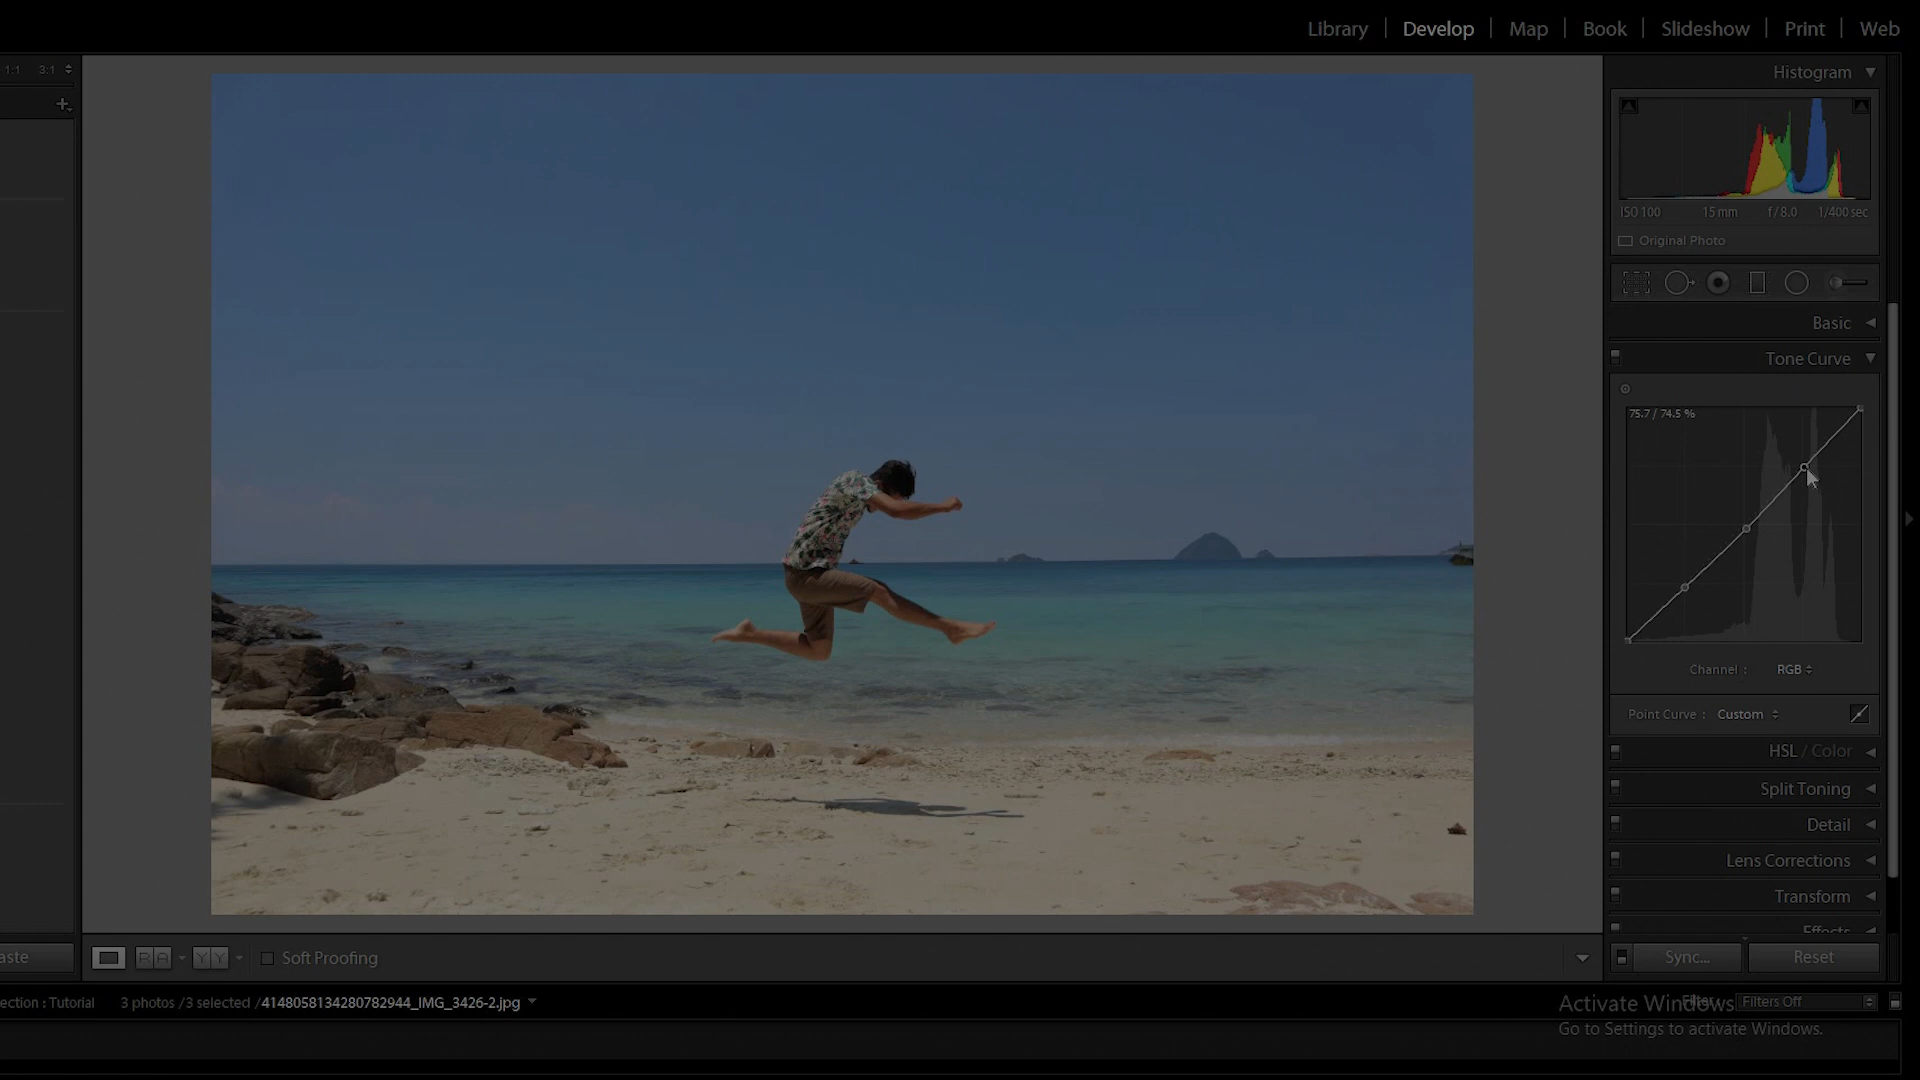 Library | Develop | Map | Book | Slideshow | Print | Web
1:1 3:1
Histogram
ISO 100 15 mm f / 8.0 1/400 sec
Original Photo
Basic
Tone Curve
75.7 / 74.5 %
Channel : RGB
Point Curve : Custom
HSL / Color
Split Toning
Detail
Lens Corrections
Transform
Effects
aste
R A Y Y Soft Proofing
Sync... Reset
ection : Tutorial 3 photos / 3 selected / 4148058134280782944_IMG_3426-2.jpg
Filter : Filters Off
Activate Windows
Go to Settings to activate Windows.